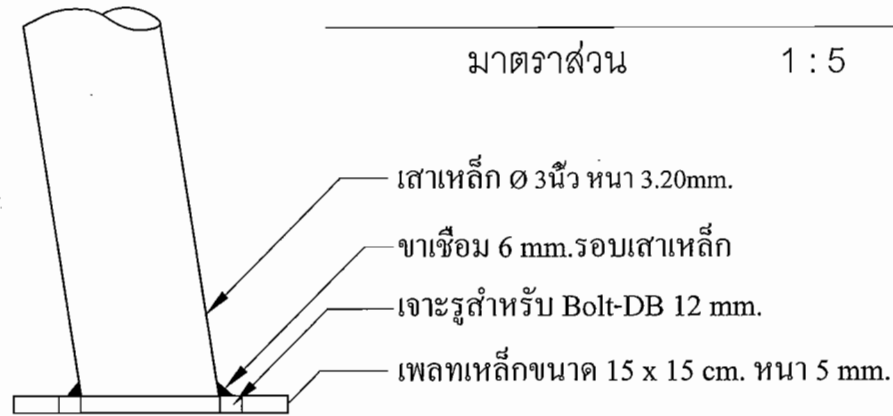 มาตราส่วน 1 : 5
เสาเหล็ก Ø 3นิ้ว หนา 3.20mm.
ขาเชื่อม 6 mm.รอบเสาเหล็ก
เจาะรูสำหรับ Bolt-DB 12 mm.
เพลทเหล็กขนาด 15 x 15 cm. หนา 5 mm.